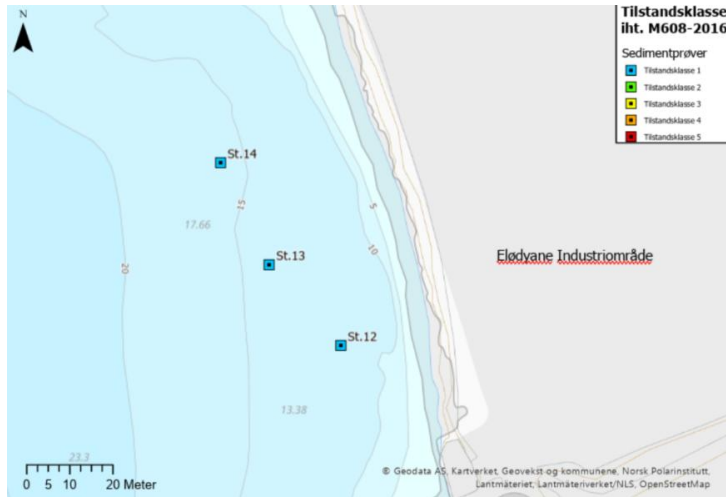 N
Tilstandsklasse
iht. M608-2016
Sedimentprøver
Tilstandsklasse 1
Tilstandsklasse 2
Tilstandsklasse 3
Tilstandsklasse 4
Tilstandsklasse 5
St.14
5
15
17.66
10
St.13
Elødyane Industriområde
20
St.12
13.38
23.3
0 5 10 20 Meter
© Geodata AS, Kartverket, Geovekst og kommunene, Norsk Polarinstitutt,
Lantmäteriet, Lantmäteriverket/NLS, OpenStreetMap